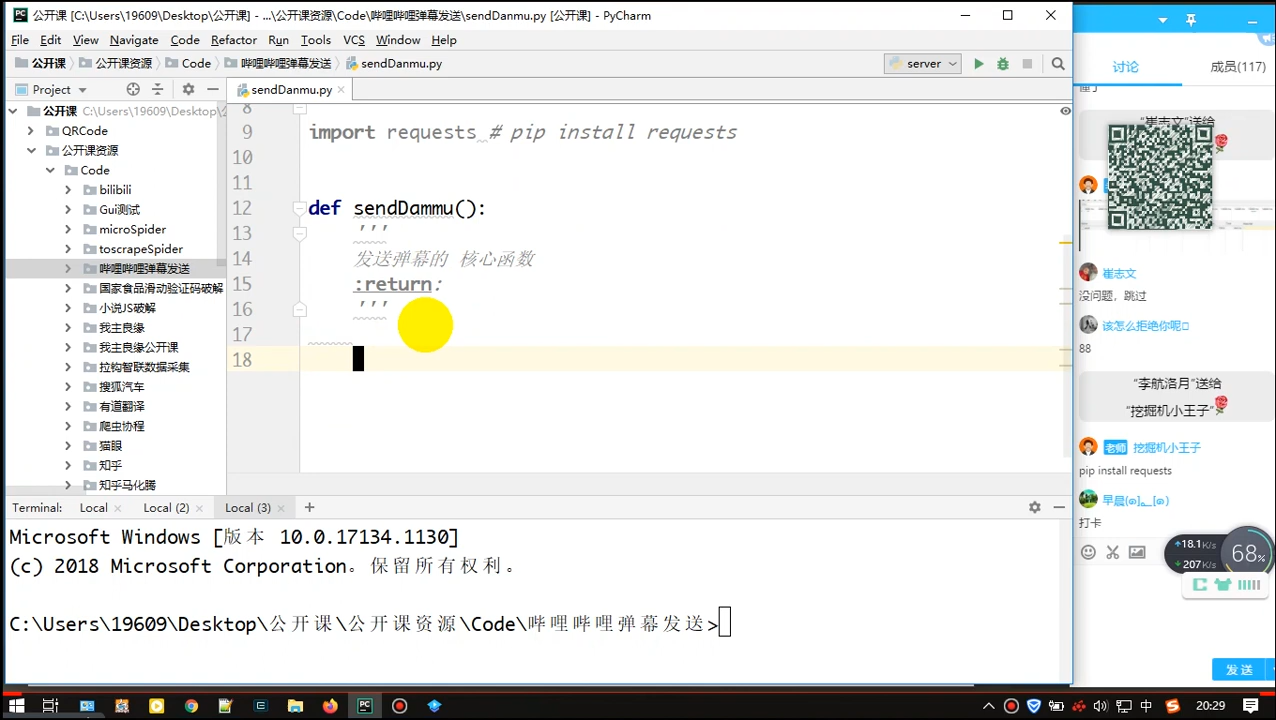 公开课 [C:\Users\19609\Desktop\公开课] - ...\公开课资源\Code\哔哩哔哩弹幕发送\sendDanmu.py [公开课] - PyCharm
File Edit View Navigate Code Refactor Run Tools VCS Window Help
公开课 公开课资源 Code 哔哩哔哩弹幕发送 sendDanmu.py server
Project sendDanmu.py
公开课 C:\Users\19609\Desktop\
QRCode
公开课资源
Code
bilibili
Gui测试
microSpider
toscrapeSpider
哔哩哔哩弹幕发送
国家食品滑动验证码破解
小说JS破解
我主良缘
我主良缘公开课
拉构智联数据采集
搜狐汽车
有道翻译
爬虫协程
猫眼
知乎
知乎马化腾
8
9 import requests # pip install requests
10
11
12 def sendDammu():
13 '''
14 发送弹幕的 核心函数
15 :return:
16 '''
17
18
Terminal: Local Local (2) Local (3)
Microsoft Windows [版本 10.0.17134.1130]
(c) 2018 Microsoft Corporation。保留所有权利。
C:\Users\19609\Desktop\公开课\公开课资源\Code\哔哩哔哩弹幕发送>
讨论 成员(117)
“崔志文”送给
崔志文
没问题，跳过
该怎么拒绝你呢
88
“李航洛月”送给
“挖掘机小王子”
老师 挖掘机小王子
pip install requests
打卡
18.1K/s
207K/s
68%
发送
中 20:29